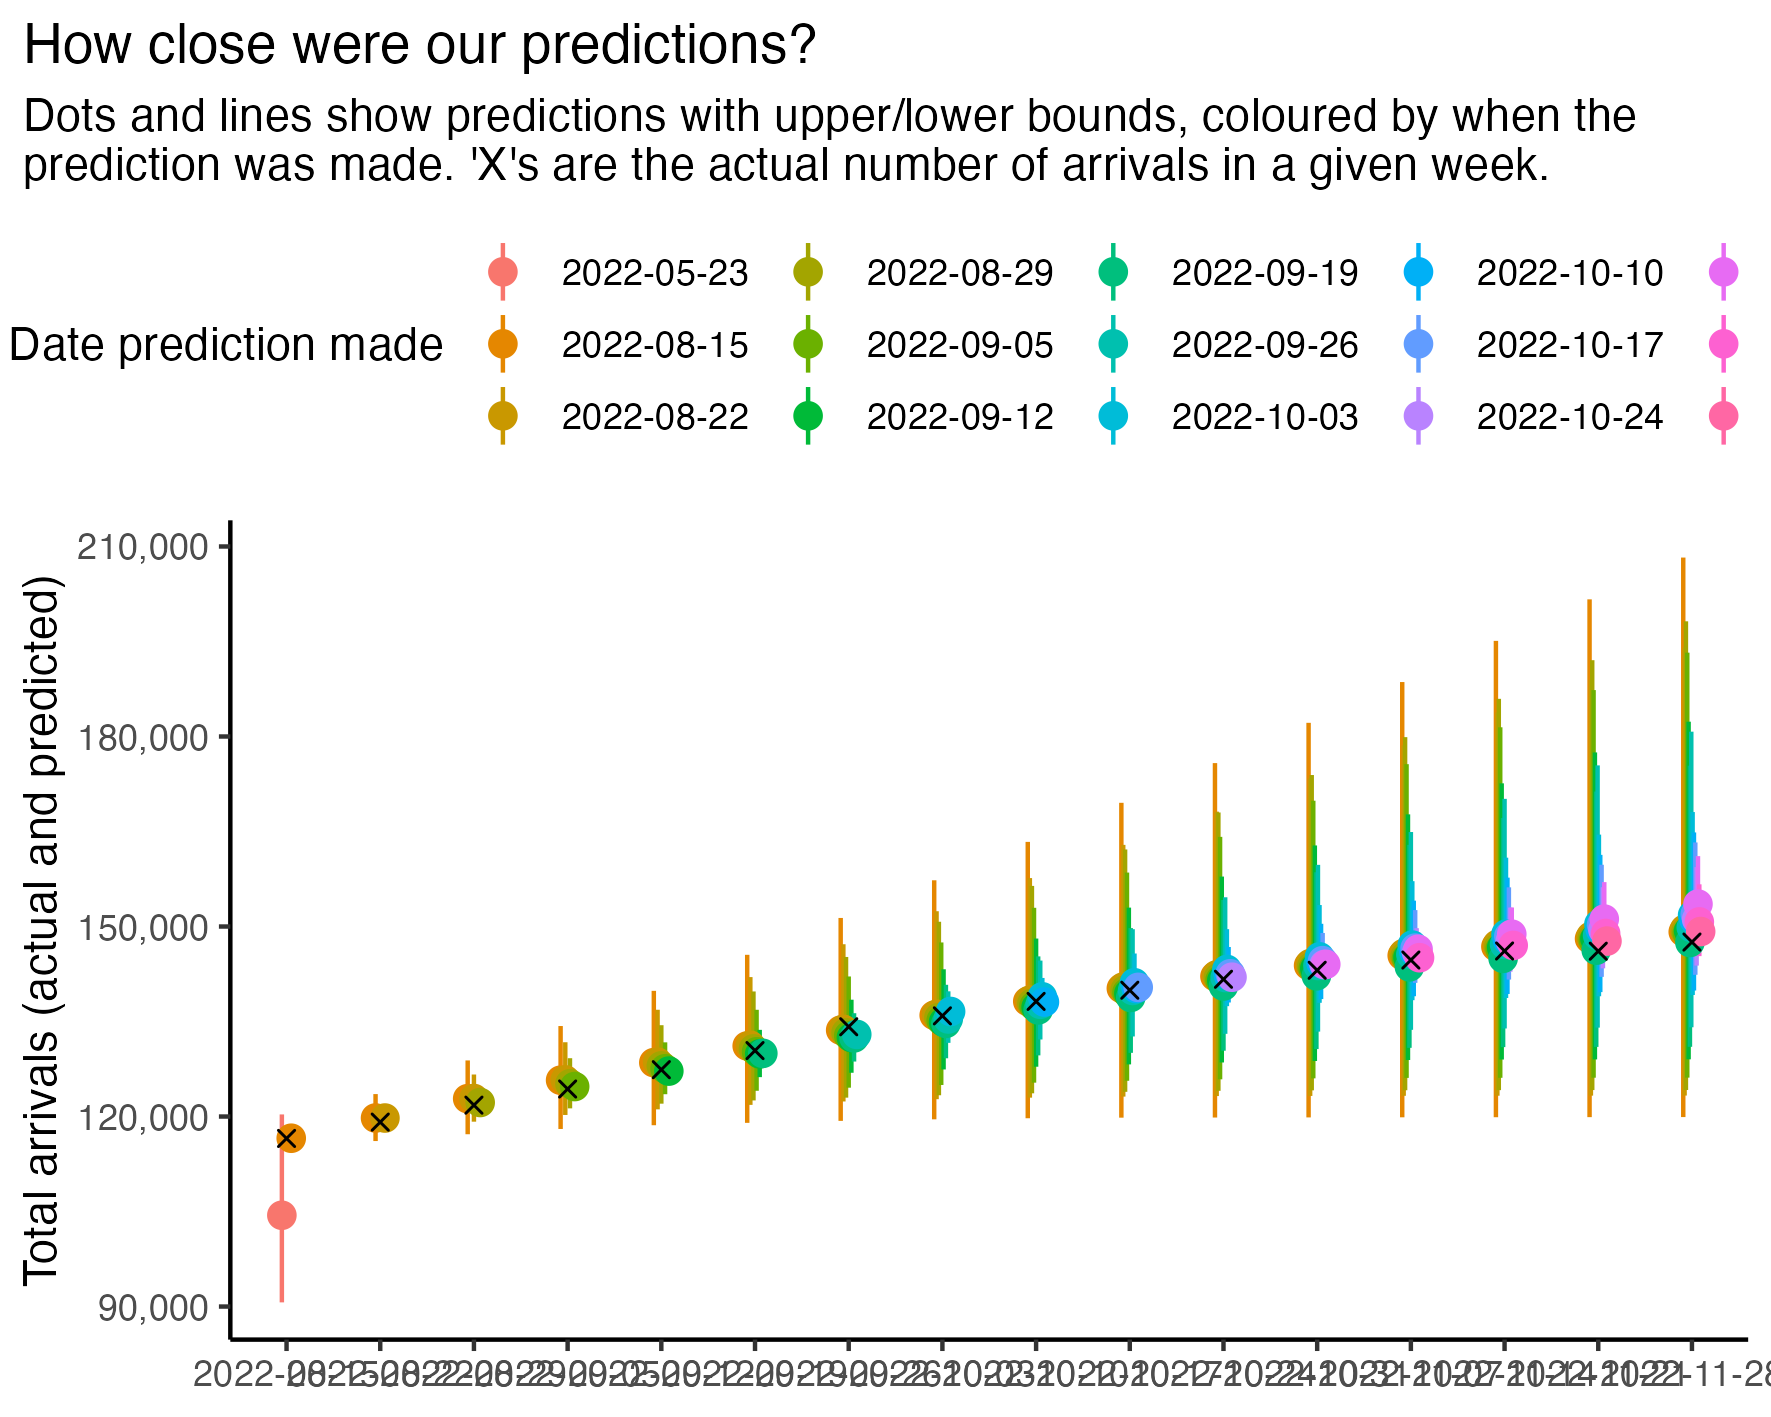 How close were our predictions?
Dots and lines show predictions with upper/lower bounds, coloured by when the
prediction was made. 'X's are the actual number of arrivals in a given week.
Date prediction made
2022-05-23 2022-08-29 2022-09-19 2022-10-10
2022-08-15 2022-09-05 2022-09-26 2022-10-17
2022-08-22 2022-09-12 2022-10-03 2022-10-24
Total arrivals (actual and predicted)
210,000
180,000
150,000
120,000
90,000